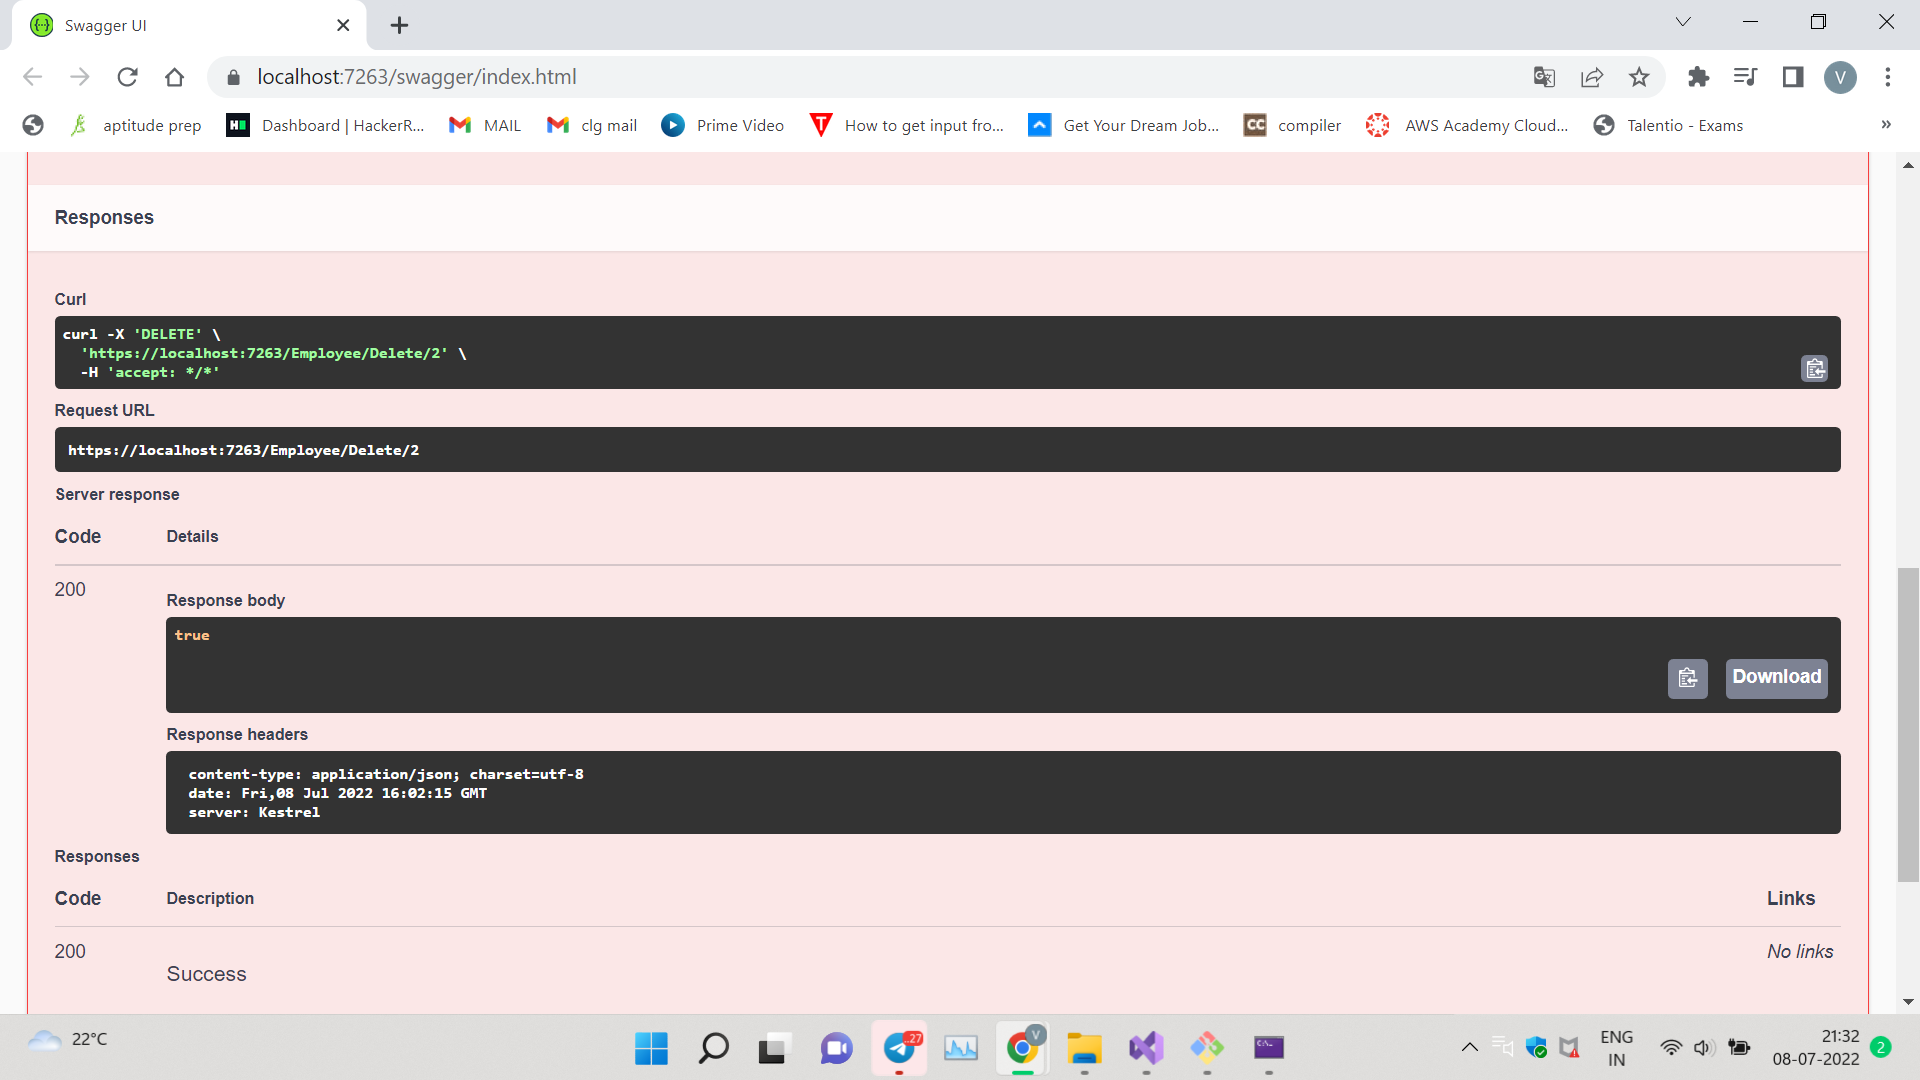 Swagger UI
localhost:7263/swagger/index.html
V
aptitude prep
Dashboard | HackerR...
MAIL
clg mail
Prime Video
How to get input fro...
Get Your Dream Job...
CC
compiler
AWS Academy Cloud...
Talentio - Exams
»
Responses
Curl
curl -X 'DELETE' \
'https://localhost:7263/Employee/Delete/2' \
-H 'accept: */*'
Request URL
https://localhost:7263/Employee/Delete/2
Server response
Code Details
200
Response body
true
Download
Response headers
content-type: application/json; charset=utf-8
date: Fri,08 Jul 2022 16:02:15 GMT
server: Kestrel
Responses
Code Description Links
200 No links
Success
22°C
..27
V
ENG
IN
21:32
08-07-2022
2